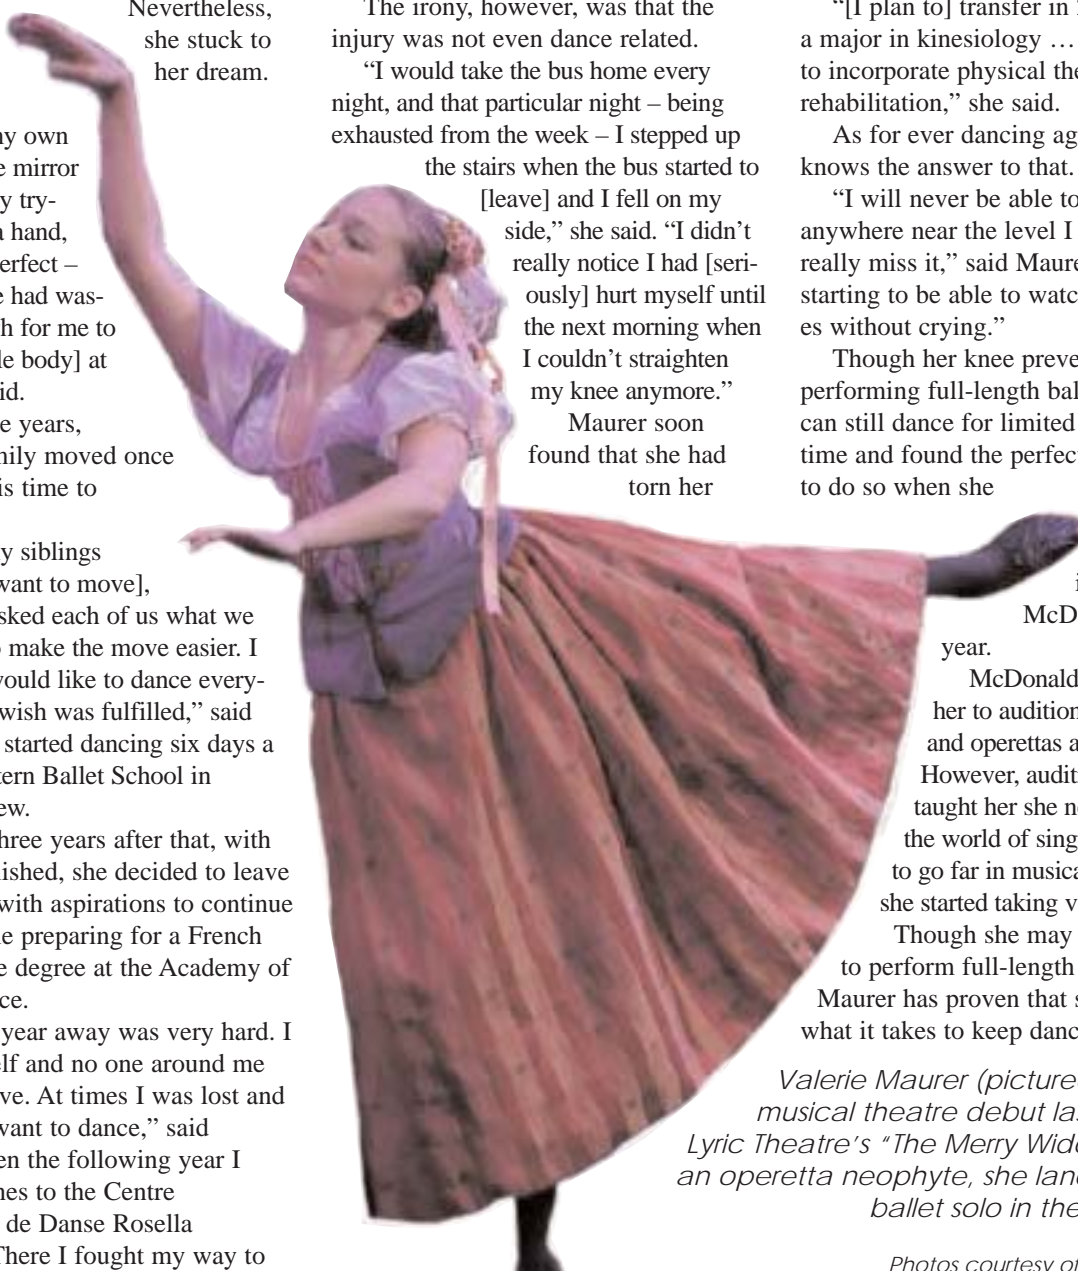 Nevertheless,
she stuck to
her dream.
ny own
e mirror
y try-
a hand,
erfect –
e had was-
h for me to
le body] at
id.
e years,
nily moved once
is time to
y siblings
want to move],
sked each of us what we
o make the move easier. I
would like to dance every-
wish was fulfilled,” said
started dancing six days a
tern Ballet School in
ew.
hree years after that, with
ished, she decided to leave
with aspirations to continue
e preparing for a French
e degree at the Academy of
ce.
year away was very hard. I
elf and no one around me
ve. At times I was lost and
want to dance,” said
en the following year I
nes to the Centre
de Danse Rosella
There I fought my way to
The irony, however, was that the
injury was not even dance related.
“I would take the bus home every
night, and that particular night – being
exhausted from the week – I stepped up
the stairs when the bus started to
[leave] and I fell on my
side,” she said. “I didn’t
really notice I had [seri-
ously] hurt myself until
the next morning when
I couldn’t straighten
my knee anymore.”
Maurer soon
found that she had
torn her
“[I plan to] transfer in
a major in kinesiology …
to incorporate physical the
rehabilitation,” she said.
As for ever dancing ag
knows the answer to that.
“I will never be able to
anywhere near the level I
really miss it,” said Maure
starting to be able to watc
es without crying.”
Though her knee preve
performing full-length bal
can still dance for limited
time and found the perfec
to do so when she
i
McD
year.
McDonald
her to audition
and operettas a
However, audit
taught her she n
the world of sing
to go far in musica
she started taking v
Though she may
to perform full-length
Maurer has proven that s
what it takes to keep danc
Valerie Maurer (picture
musical theatre debut la
Lyric Theatre’s “The Merry Wid
an operetta neophyte, she lan
ballet solo in the
Photos courtesy of